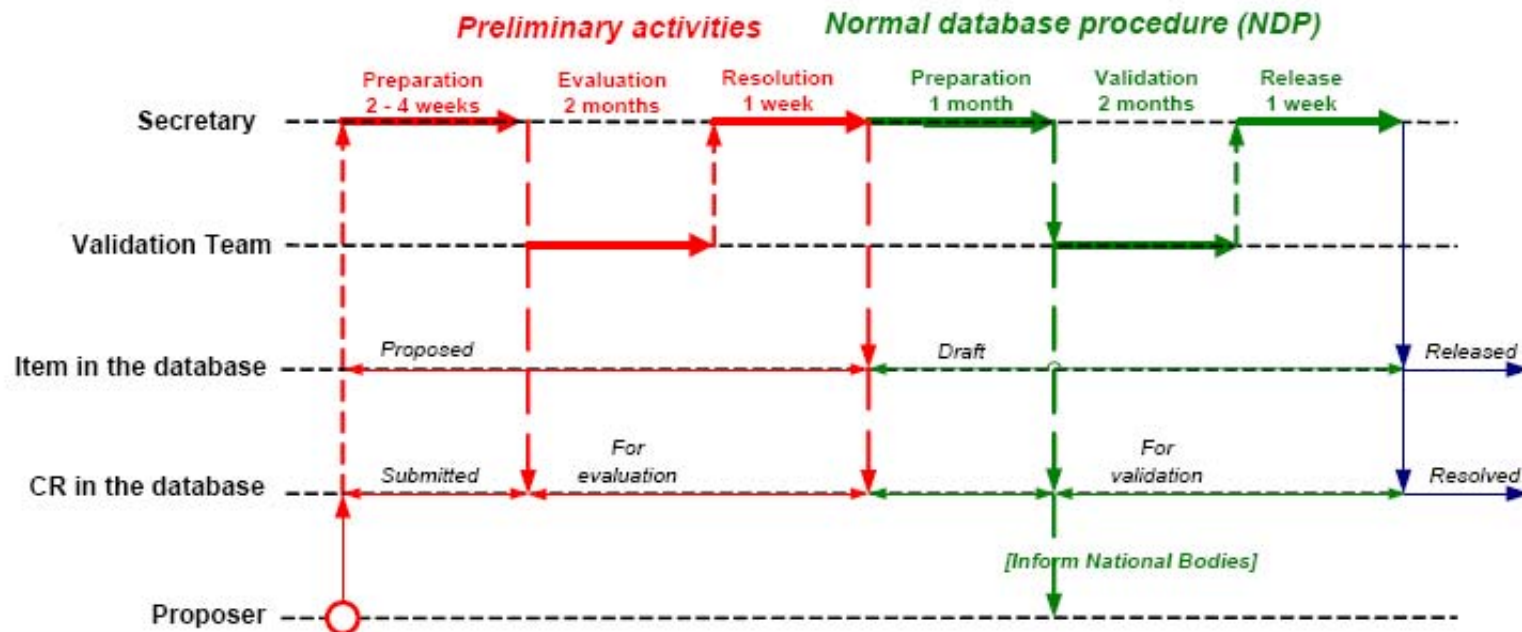 Preliminary activities
Normal database procedure (NDP)
Preparation
2 - 4 weeks
Evaluation
2 months
Resolution
1 week
Preparation
1 month
Validation
2 months
Release
1 week
Secretary
Validation Team
Item in the database
Proposed
Draft
Released
CR in the database
Submitted
For
evaluation
For
validation
Resolved
[Inform National Bodies]
Proposer